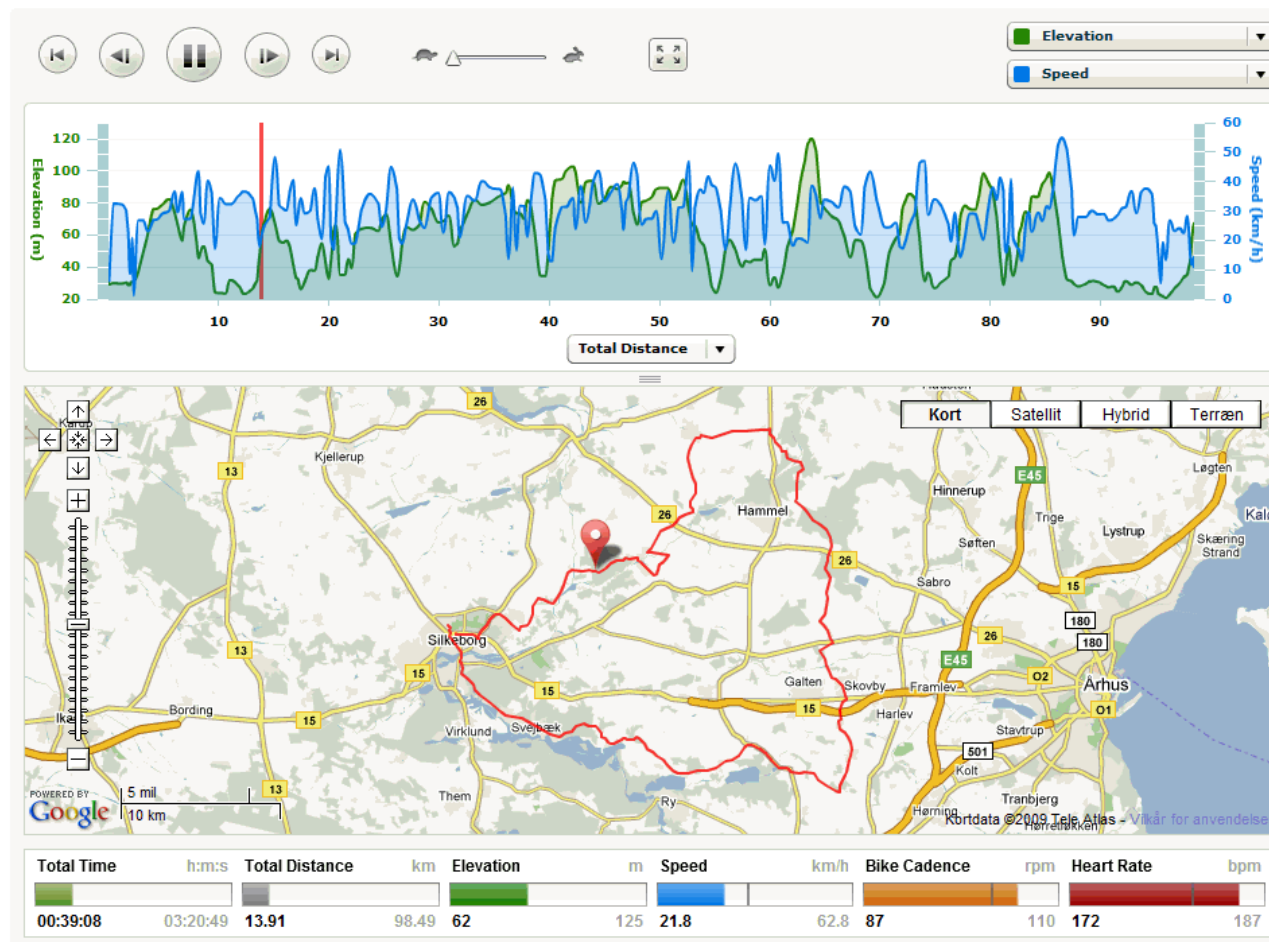 Elevation
Speed
120
100
80
60
40
20
Elevation (m)
60
50
40
30
20
10
0
Speed (km/h)
10
20
30
40
50
60
70
80
90
Total Distance
26
Kort
Satellit
Hybrid
Terræn
Kjellerup
13
Løgten
E45
Hinnerup
Hammel
26
Trige
Lystrup
Skæring
Strand
Søften
26
Sabro
15
180
180
Silkeborg
26
13
E45
15
O2
Galten
Skovby
Framlev
Århus
15
15
O1
Bording
15
Harlev
Virklund
Svejbæk
Stavtrup
501
Kolt
13
Them
Ry
Tranbjerg
5 mil
10 km
POWERED BY
Google
Hørning
Kortdata ©2009 Tele Atlas - Vilkår for anvendelse
Total Time h:m:s
00:39:08 03:20:49
Total Distance km
13.91 98.49
Elevation m
62 125
Speed km/h
21.8 62.8
Bike Cadence rpm
87 110
Heart Rate bpm
172 187